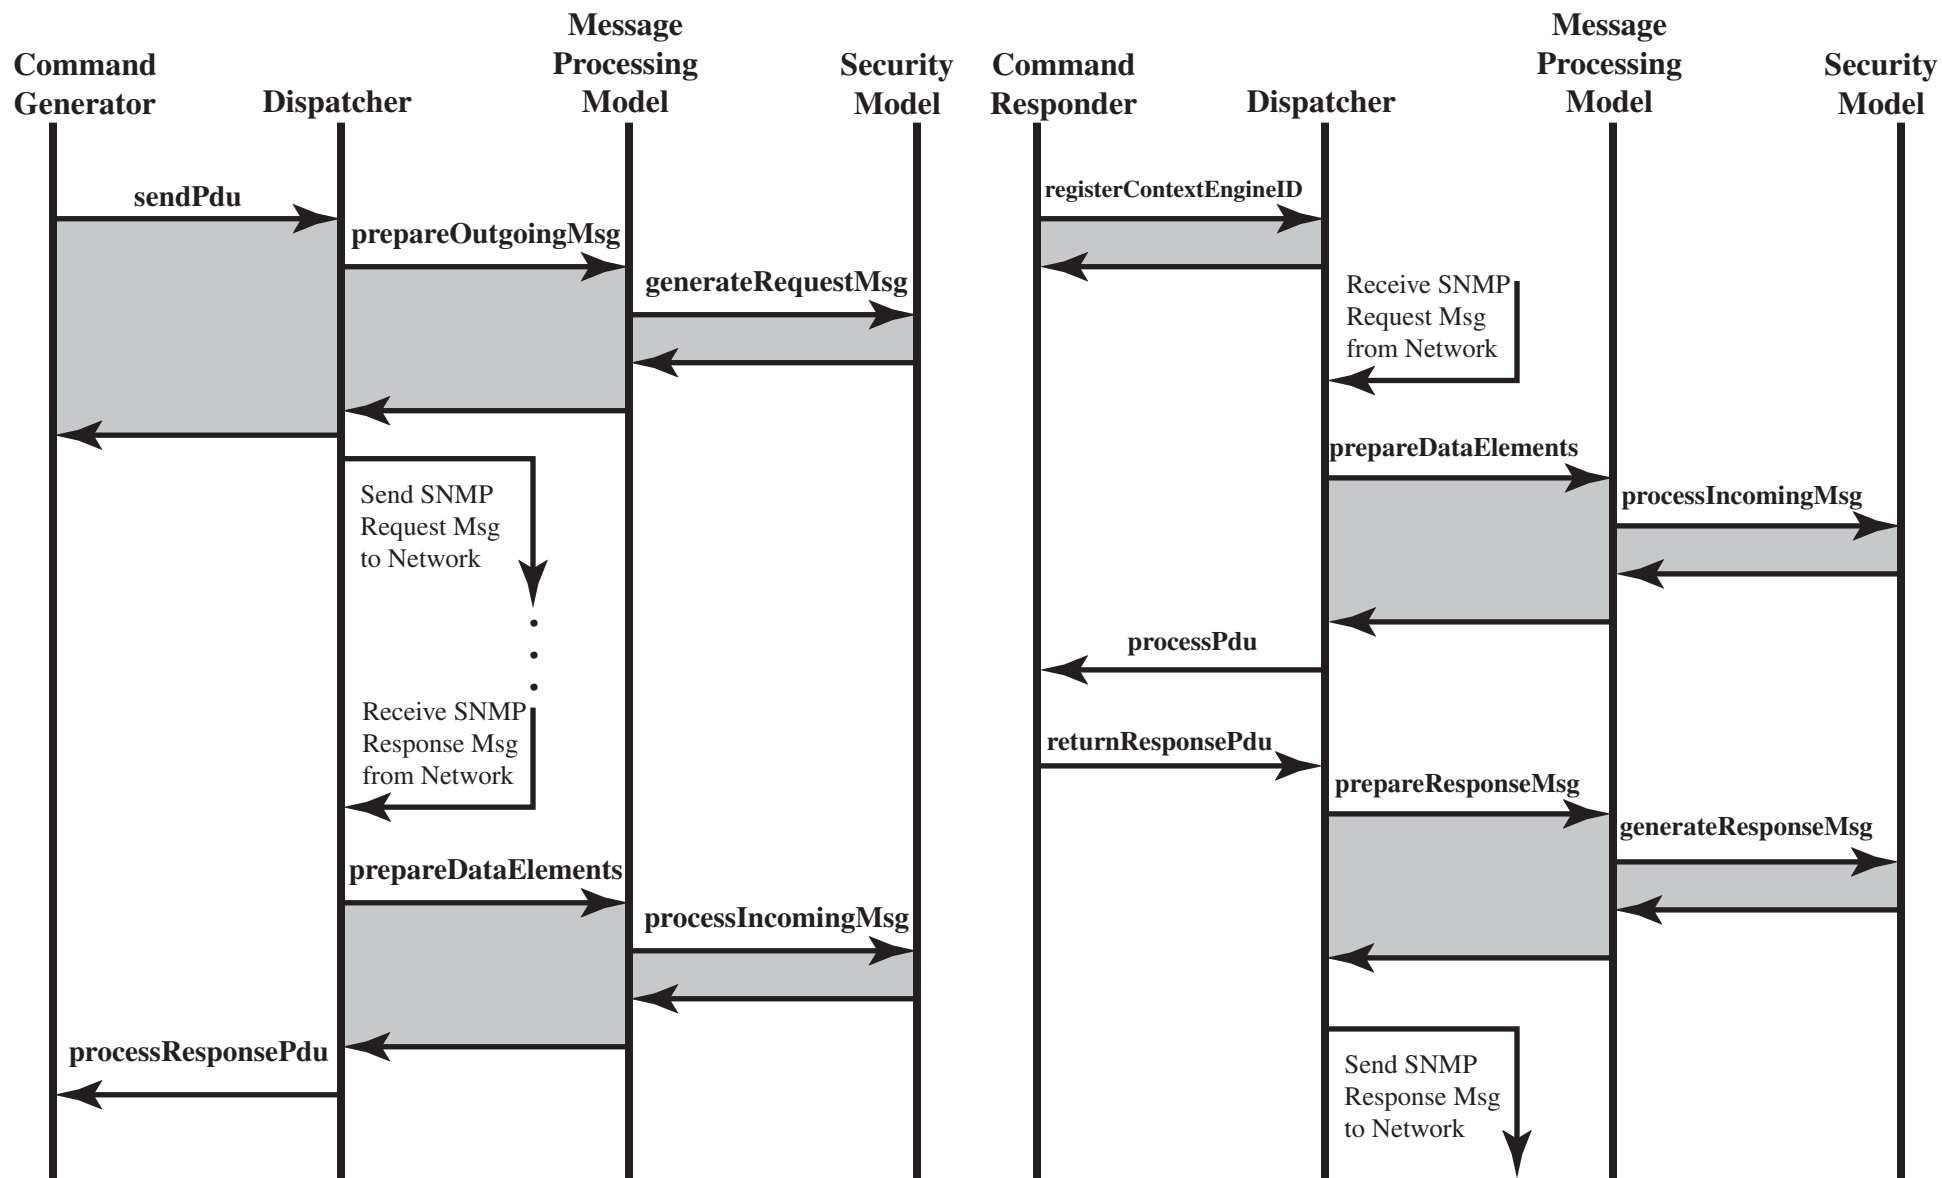 Command
Generator
Dispatcher
Message
Processing
Model
Security
Model
sendPdu
prepareOutgoingMsg
generateRequestMsg
Send SNMP
Request Msg
to Network
Receive SNMP
Response Msg
from Network
prepareDataElements
processIncomingMsg
processResponsePdu
Command
Responder
Dispatcher
Message
Processing
Model
Security
Model
registerContextEngineID
Receive SNMP
Request Msg
from Network
prepareDataElements
processIncomingMsg
processPdu
returnResponsePdu
prepareResponseMsg
generateResponseMsg
Send SNMP
Response Msg
to Network